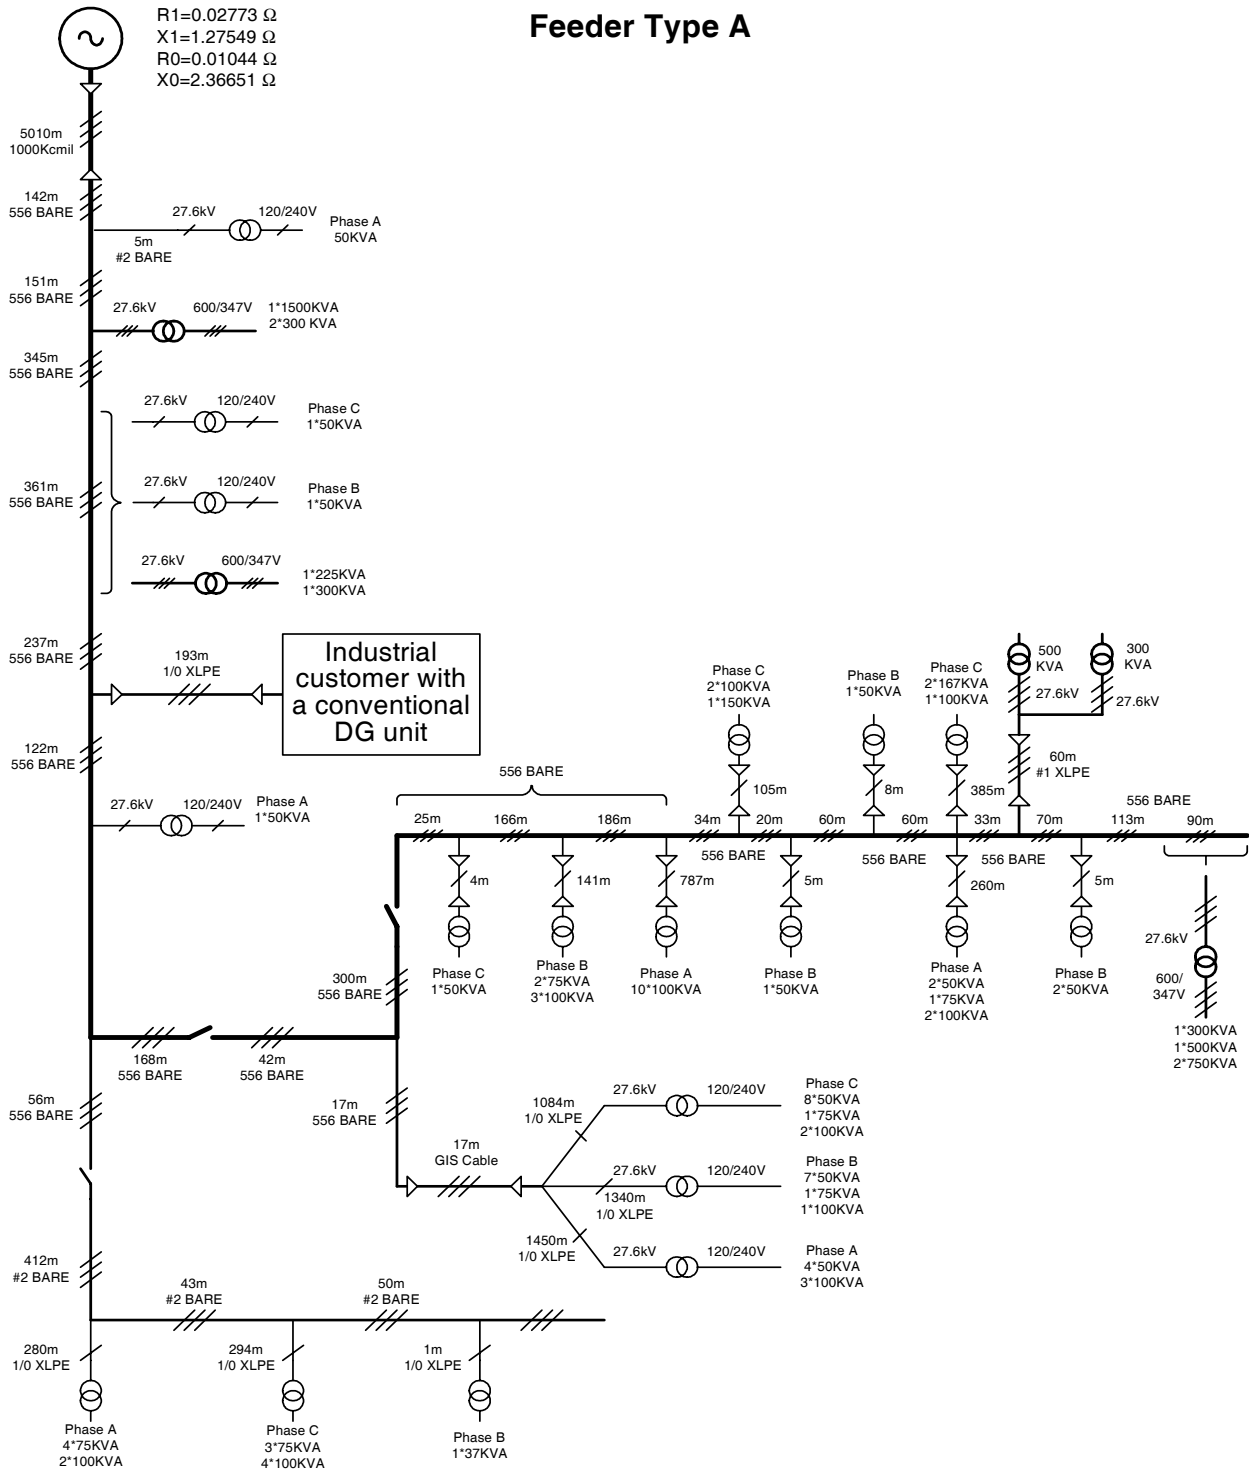 Feeder Type A
R1=0.02773 Ω
X1=1.27549 Ω
R0=0.01044 Ω
X0=2.36651 Ω
5010m
1000Kcmil
142m
556 BARE
27.6kV
120/240V
Phase A
50KVA
5m
#2 BARE
151m
556 BARE
27.6kV
600/347V
1*1500KVA
2*300 KVA
345m
556 BARE
27.6kV
120/240V
Phase C
1*50KVA
361m
556 BARE
27.6kV
120/240V
Phase B
1*50KVA
27.6kV
600/347V
1*225KVA
1*300KVA
237m
556 BARE
193m
1/0 XLPE
Industrial
customer with
a conventional
DG unit
122m
556 BARE
27.6kV
120/240V
Phase A
1*50KVA
556 BARE
25m
166m
186m
34m
20m
60m
60m
33m
70m
113m
90m
556 BARE
556 BARE
556 BARE
556 BARE
Phase C
2*100KVA
1*150KVA
105m
Phase B
1*50KVA
8m
Phase C
2*167KVA
1*100KVA
385m
500
KVA
300
KVA
27.6kV
27.6kV
60m
#1 XLPE
4m
Phase C
1*50KVA
141m
Phase B
2*75KVA
3*100KVA
787m
Phase A
10*100KVA
5m
Phase B
1*50KVA
260m
Phase A
2*50KVA
1*75KVA
2*100KVA
5m
Phase B
2*50KVA
27.6kV
600/
347V
1*300KVA
1*500KVA
2*750KVA
300m
556 BARE
168m
556 BARE
42m
556 BARE
56m
556 BARE
17m
556 BARE
17m
GIS Cable
1084m
1/0 XLPE
27.6kV
120/240V
Phase C
8*50KVA
1*75KVA
2*100KVA
1340m
1/0 XLPE
27.6kV
120/240V
Phase B
7*50KVA
1*75KVA
1*100KVA
1450m
1/0 XLPE
27.6kV
120/240V
Phase A
4*50KVA
3*100KVA
412m
#2 BARE
43m
#2 BARE
50m
#2 BARE
280m
1/0 XLPE
294m
1/0 XLPE
1m
1/0 XLPE
Phase A
4*75KVA
2*100KVA
Phase C
3*75KVA
4*100KVA
Phase B
1*37KVA